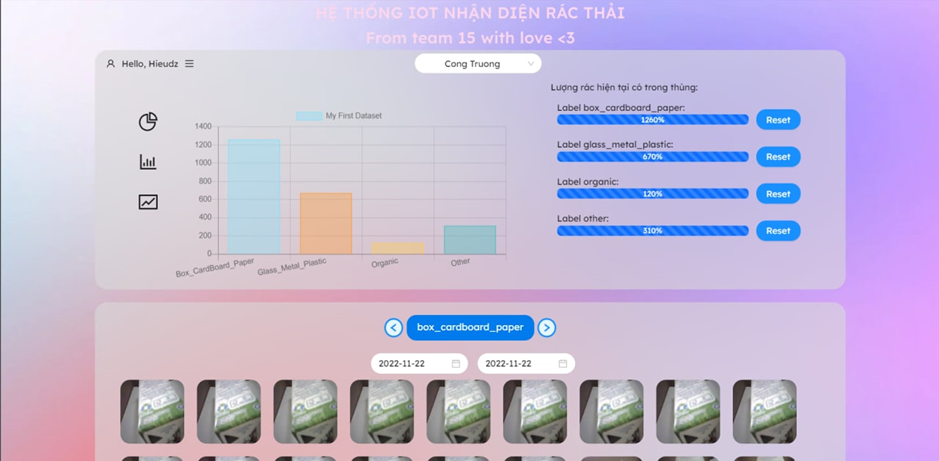 HỆ THỐNG IOT NHẬN DIỆN RÁC THẢI
From team 15 with love <3
Hello, Hieudz
Cong Truong
My First Dataset
1400
1200
1000
800
600
400
200
0
Box_CardBoard_Paper
Glass_Metal_Plastic
Organic
Other
Lượng rác hiện tại có trong thùng:
Label box_cardboard_paper:
1260%
Reset
Label glass_metal_plastic:
670%
Reset
Label organic:
120%
Reset
Label other:
310%
Reset
box_cardboard_paper
2022-11-22
2022-11-22